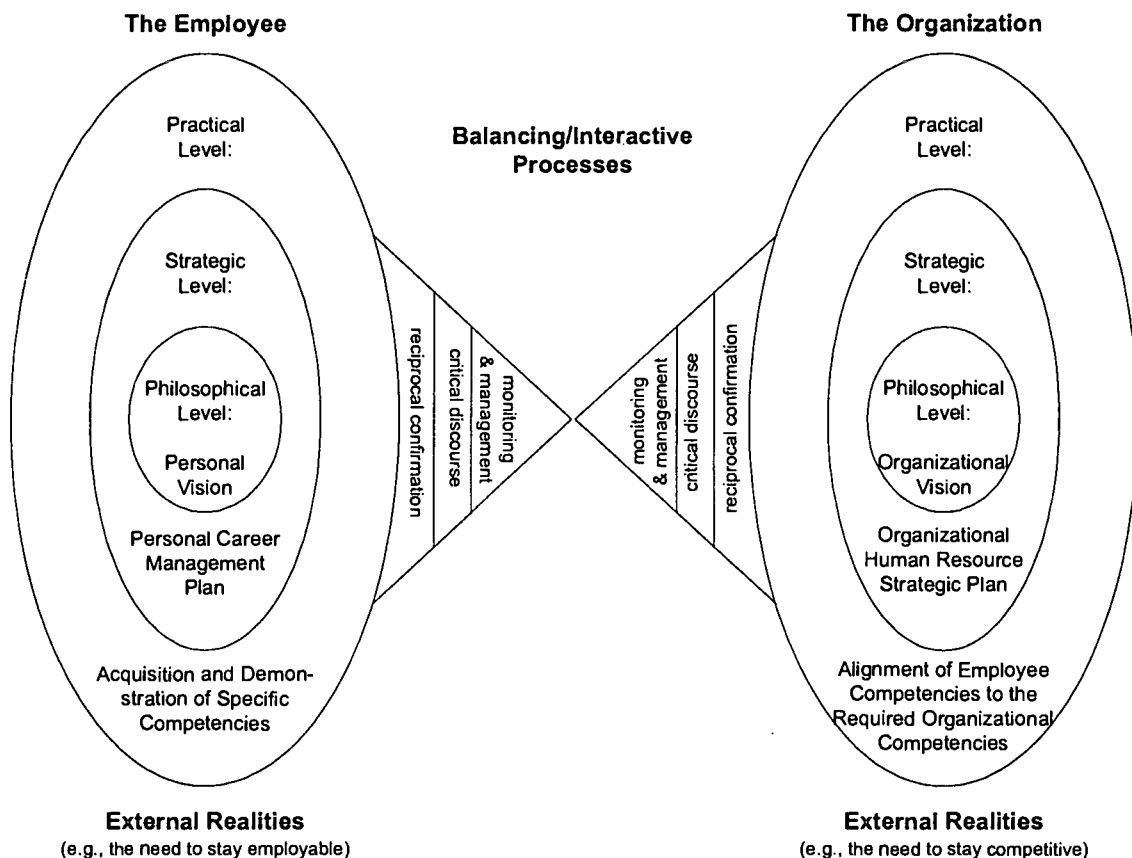 The Employee
Practical
Level:
Strategic
Level:
Philosophical
Level:
Personal
Vision
Personal Career
Management
Plan
Acquisition and Demon-
stration of Specific
Competencies
External Realities
(e.g., the need to stay employable)
Balancing/Interactive
Processes
reciprocal confirmation
critical discourse
monitoring
& management
monitoring
& management
critical discourse
reciprocal confirmation
The Organization
Practical
Level:
Strategic
Level:
Philosophical
Level:
Organizational
Vision
Organizational
Human Resource
Strategic Plan
Alignment of Employee
Competencies to the
Required Organizational
Competencies
External Realities
(e.g., the need to stay competitive)